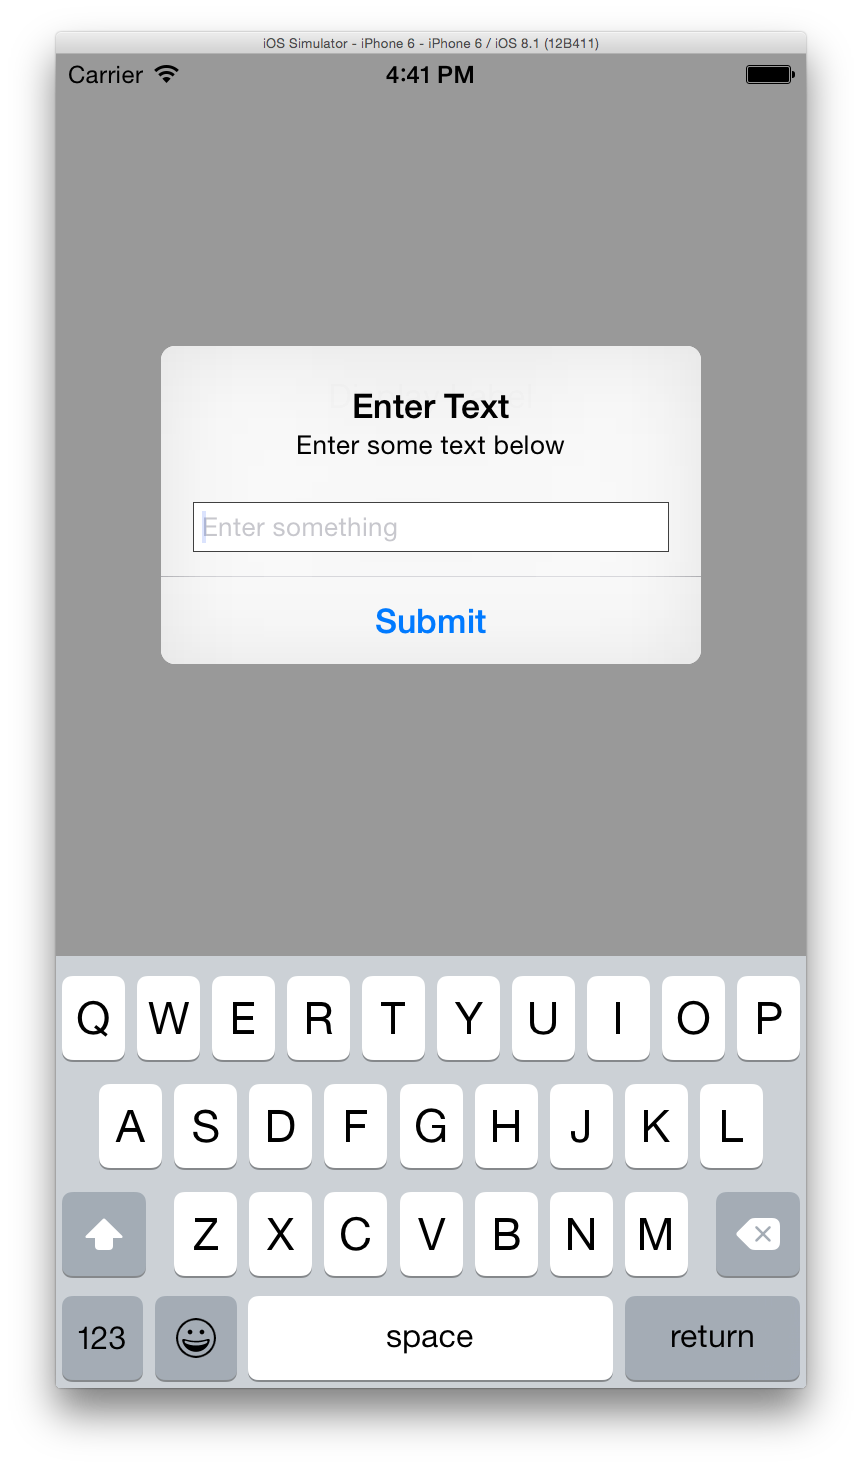 iOS Simulator - iPhone 6 - iPhone 6 / iOS 8.1 (12B411)
Carrier 4:41 PM
Enter Text
Enter some text below
Enter something
Submit
Q W E R T Y U I O P
A S D F G H J K L
Z X C V B N M
123 space return